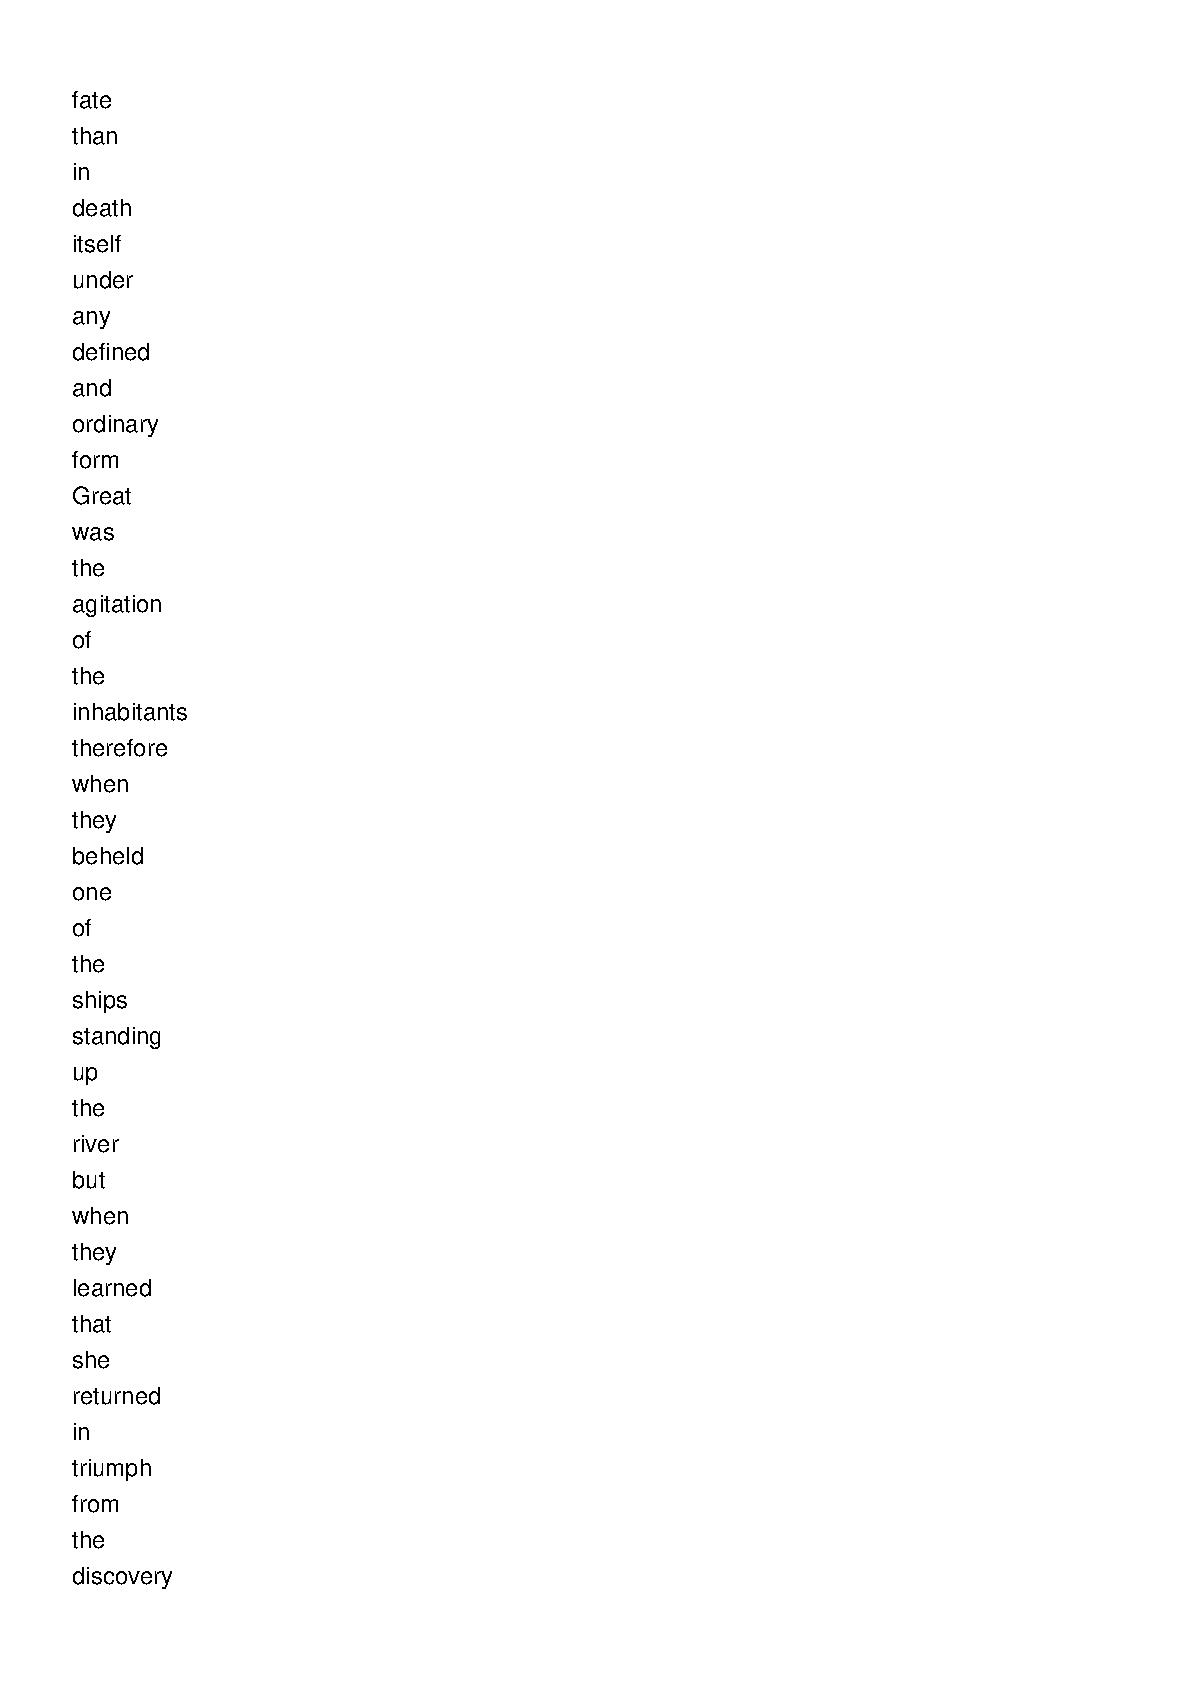 fate
than
in
death
itself
under
any
defined
and
ordinary
form
Great
was
the
agitation
of
the
inhabitants
therefore
when
they
beheld
one
of
the
ships
standing
up
the
river
but
when
they
learned
that
she
returned
in
triumph
from
the
discovery